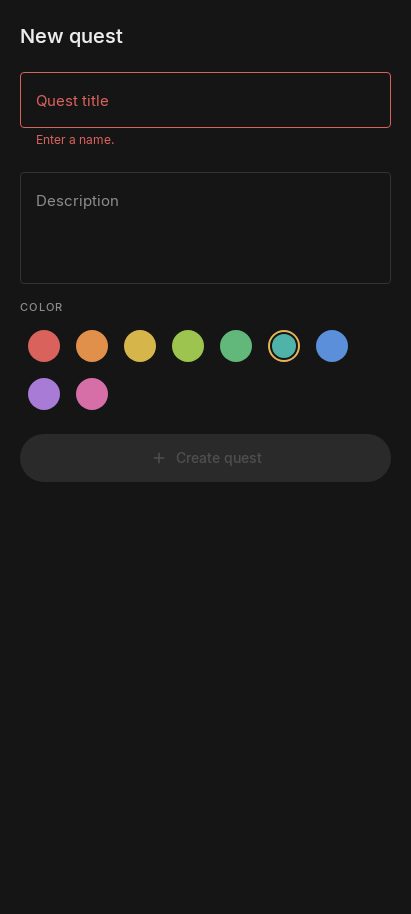 New quest
Quest title
Enter a name.
Description
COLOR
+ Create quest